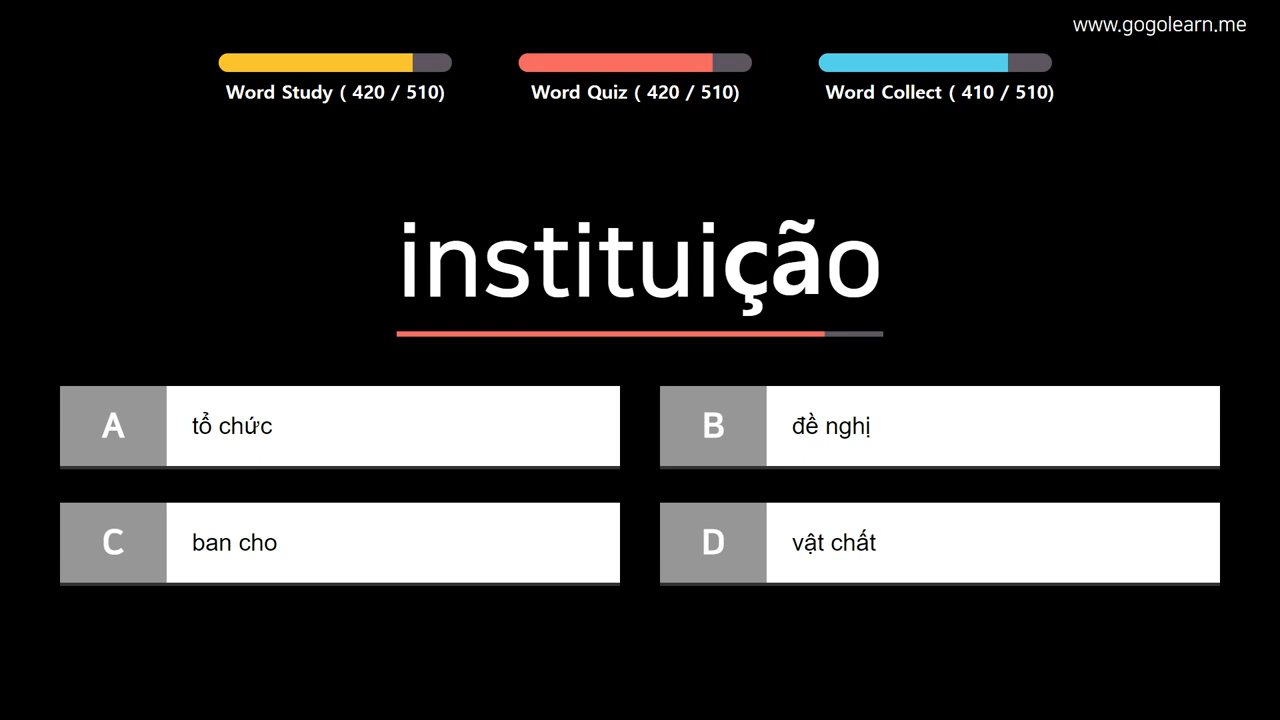 www.gogolearn.me
Word Study ( 420 / 510)
Word Quiz ( 420 / 510)
Word Collect ( 410 / 510)
instituição
A tổ chức
B đề nghị
C ban cho
D vật chất